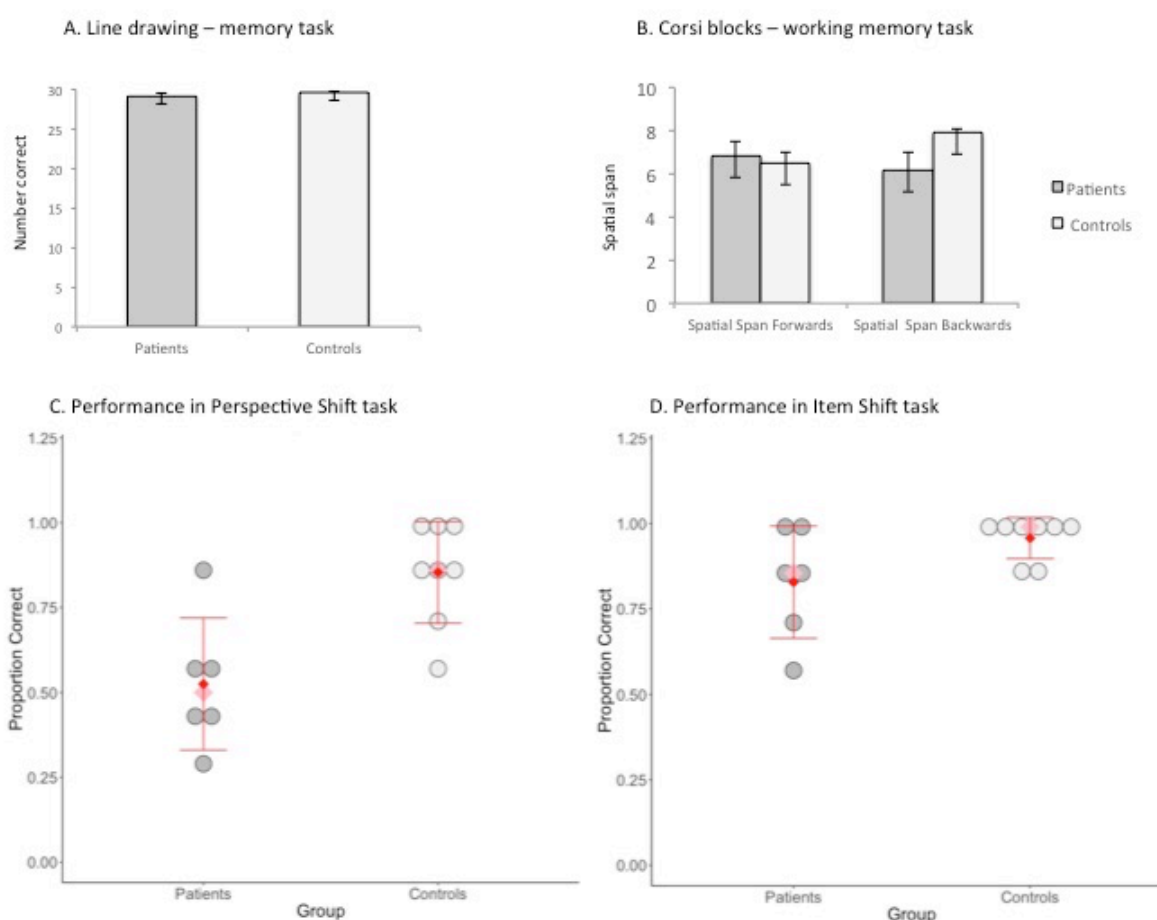 A. Line drawing – memory task
30
25
20
15
10
5
0
Number correct
Patients
Controls
B. Corsi blocks – working memory task
10
8
6
4
2
0
Spatial span
Spatial Span Forwards
Spatial Span Backwards
Patients
Controls
C. Performance in Perspective Shift task
1.25
1.00
0.75
0.50
0.25
0.00
Proportion Correct
Patients
Controls
Group
D. Performance in Item Shift task
1.25
1.00
0.75
0.50
0.25
0.00
Proportion Correct
Patients
Controls
Group